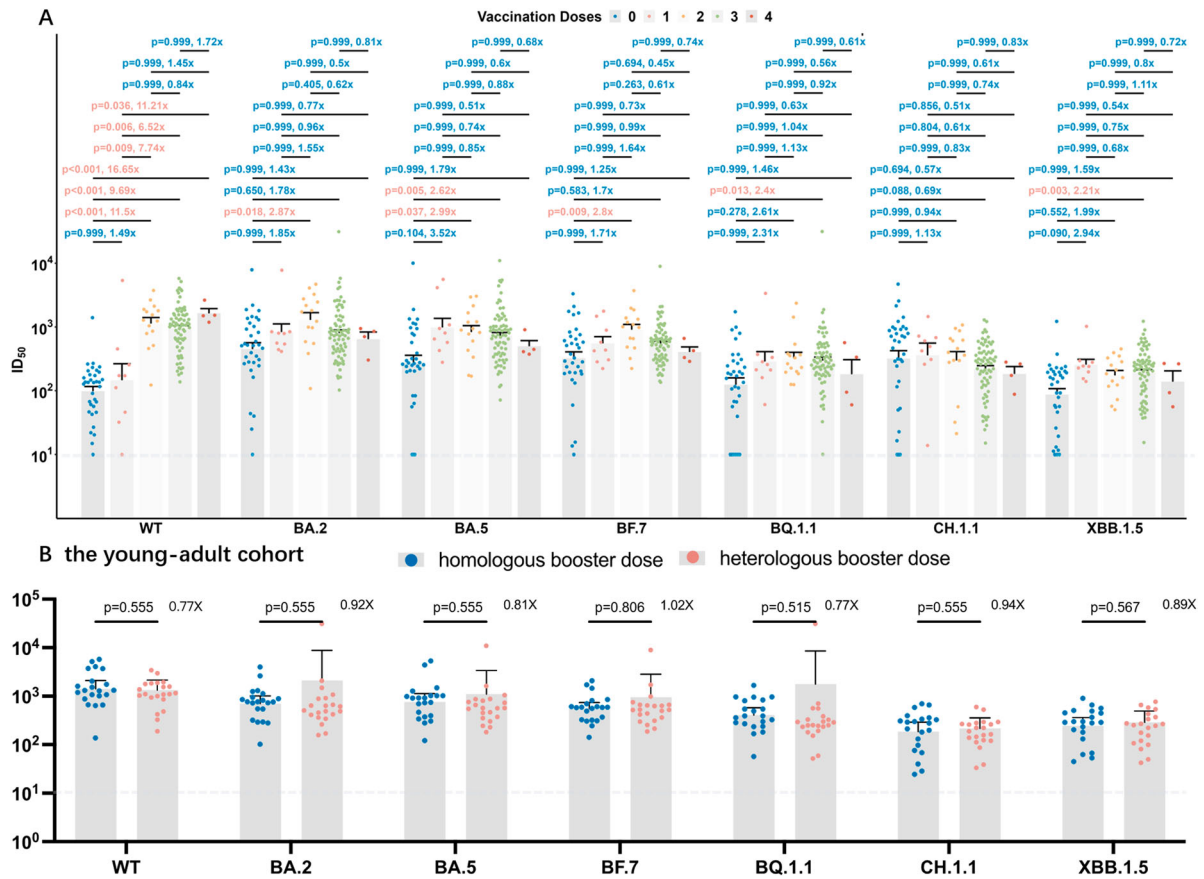 A
Vaccination Doses 0 1 2 3 4
p=0.999, 1.72x p=0.999, 0.81x p=0.999, 0.68x p=0.999, 0.74x p=0.999, 0.61x p=0.999, 0.83x p=0.999, 0.72x
p=0.999, 1.45x p=0.999, 0.5x p=0.999, 0.6x p=0.694, 0.45x p=0.999, 0.56x p=0.999, 0.61x p=0.999, 0.8x
p=0.999, 0.84x p=0.405, 0.62x p=0.999, 0.88x p=0.263, 0.61x p=0.999, 0.92x p=0.999, 0.74x p=0.999, 1.11x
p=0.036, 11.21x p=0.999, 0.77x p=0.999, 0.51x p=0.999, 0.73x p=0.999, 0.63x p=0.856, 0.51x p=0.999, 0.54x
p=0.006, 6.52x p=0.999, 0.96x p=0.999, 0.74x p=0.999, 0.99x p=0.999, 1.04x p=0.804, 0.61x p=0.999, 0.75x
p=0.009, 7.74x p=0.999, 1.55x p=0.999, 0.85x p=0.999, 1.64x p=0.999, 1.13x p=0.999, 0.83x p=0.999, 0.68x
p<0.001, 16.65x p=0.999, 1.43x p=0.999, 1.79x p=0.999, 1.25x p=0.999, 1.46x p=0.694, 0.57x p=0.999, 1.59x
p<0.001, 9.69x p=0.650, 1.78x p=0.005, 2.62x p=0.583, 1.7x p=0.013, 2.4x p=0.088, 0.69x p=0.003, 2.21x
p<0.001, 11.5x p=0.018, 2.87x p=0.037, 2.99x p=0.009, 2.8x p=0.278, 2.61x p=0.999, 0.94x p=0.552, 1.99x
p=0.999, 1.49x p=0.999, 1.85x p=0.104, 3.52x p=0.999, 1.71x p=0.999, 2.31x p=0.999, 1.13x p=0.090, 2.94x
10⁴
10³
ID₅₀
10²
10¹
WT BA.2 BA.5 BF.7 BQ.1.1 CH.1.1 XBB.1.5
B the young-adult cohort homologous booster dose heterologous booster dose
10⁵
p=0.555 0.77X p=0.555 0.92X p=0.555 0.81X p=0.806 1.02X p=0.515 0.77X p=0.555 0.94X p=0.567 0.89X
10⁴
10³
10²
10¹
10⁰
WT BA.2 BA.5 BF.7 BQ.1.1 CH.1.1 XBB.1.5